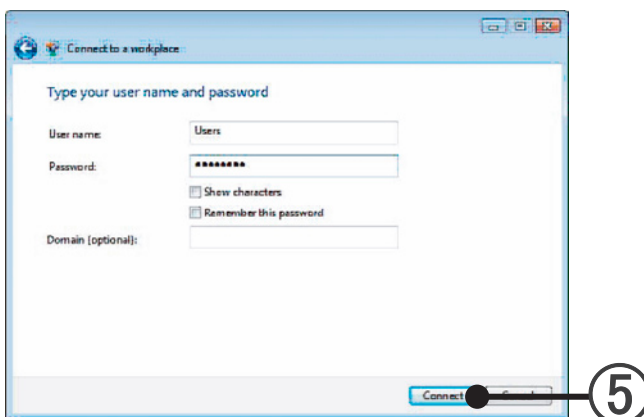 Connect to a workplace
Type your user name and password
User name:
Users
Password:
Show characters
Remember this password
Domain (optional):
Connect
5